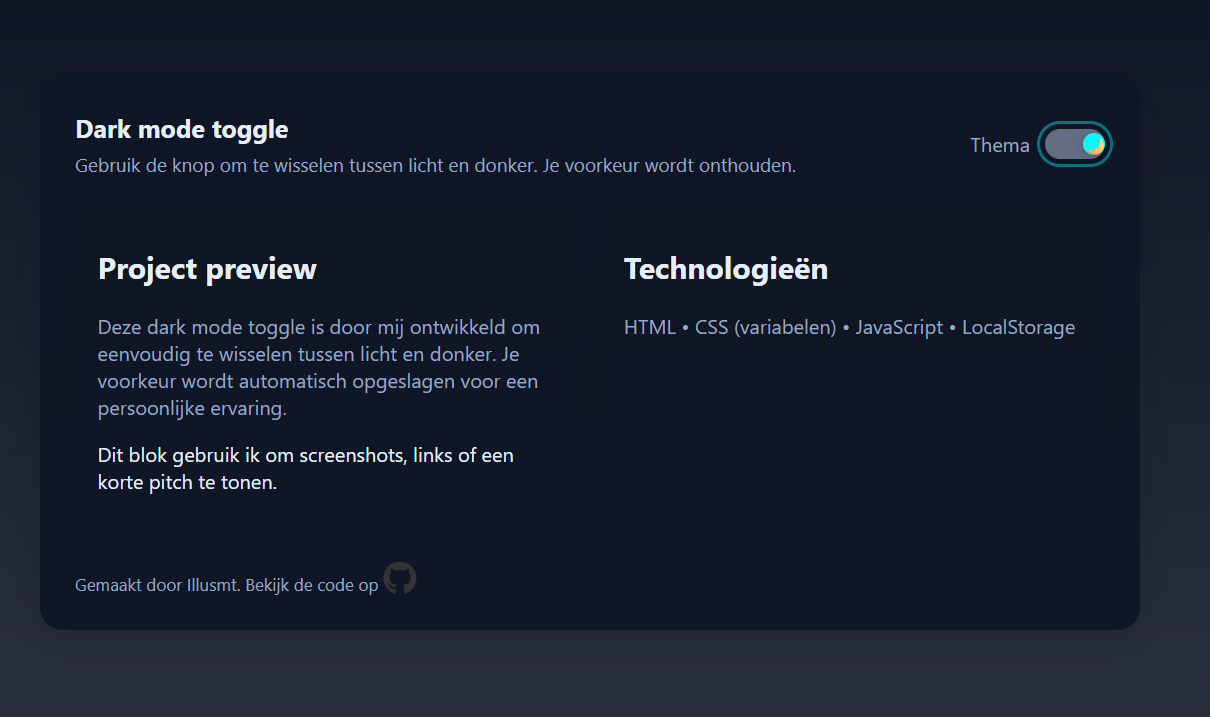 Dark mode toggle
Gebruik de knop om te wisselen tussen licht en donker. Je voorkeur wordt onthouden.
Thema
Project preview
Deze dark mode toggle is door mij ontwikkeld om
eenvoudig te wisselen tussen licht en donker. Je
voorkeur wordt automatisch opgeslagen voor een
persoonlijke ervaring.
Dit blok gebruik ik om screenshots, links of een
korte pitch te tonen.
Technologieën
HTML • CSS (variabelen) • JavaScript • LocalStorage
Gemaakt door Illusmt. Bekijk de code op